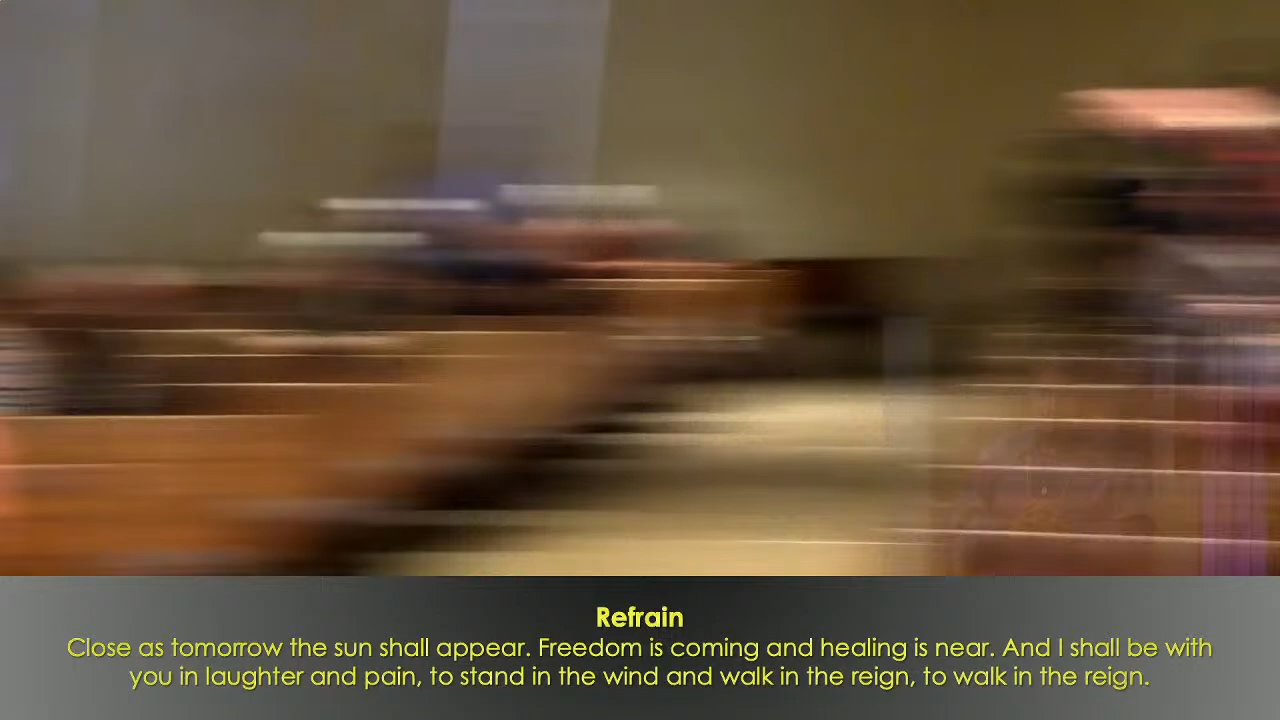 Refrain
Close as tomorrow the sun shall appear. Freedom is coming and healing is near. And I shall be with
you in laughter and pain, to stand in the wind and walk in the reign, to walk in the reign.